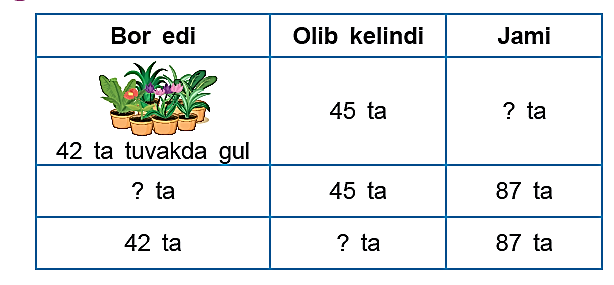 Bor edi Olib kelindi Jami
42 ta tuvakda gul 45 ta ? ta
? ta 45 ta 87 ta
42 ta ? ta 87 ta